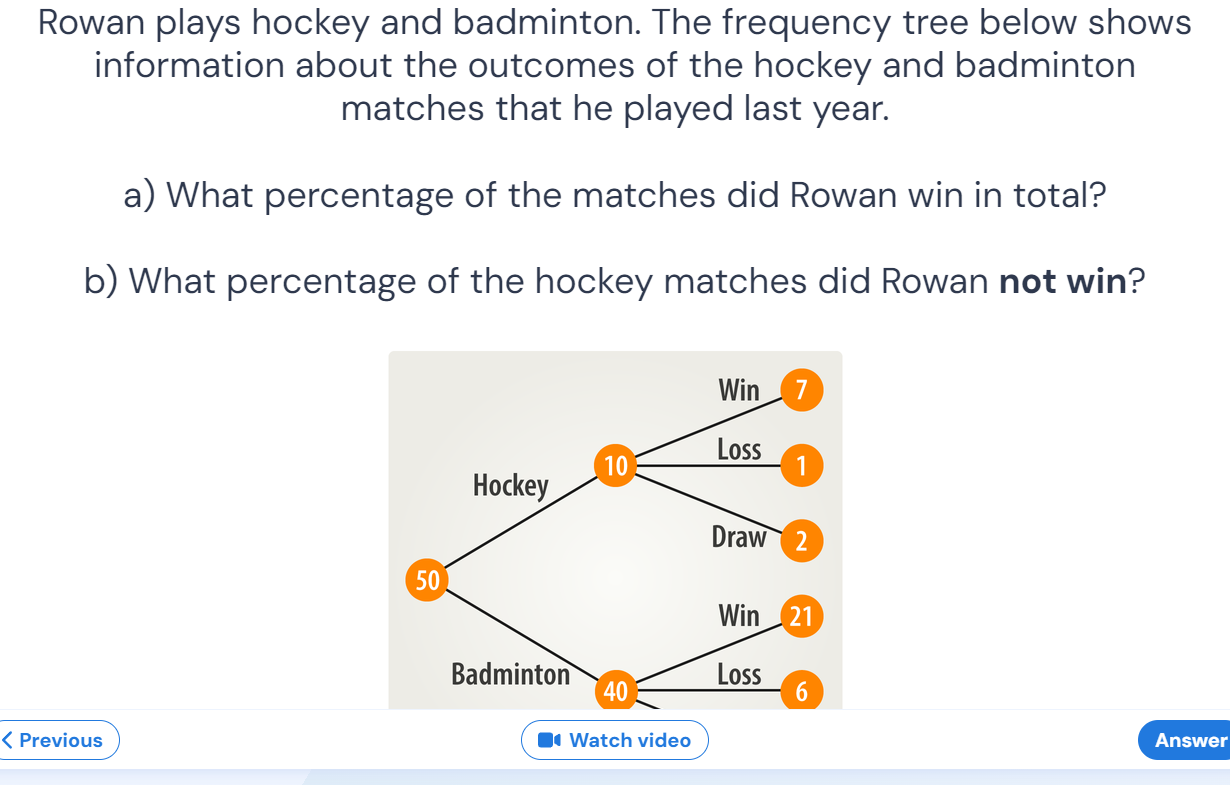 Rowan plays hockey and badminton. The frequency tree below shows
information about the outcomes of the hockey and badminton
matches that he played last year.
a) What percentage of the matches did Rowan win in total?
b) What percentage of the hockey matches did Rowan not win?
Win 7
Loss 1
10
Hockey
Draw 2
50
Win 21
Badminton
Loss 6
40
Previous
Watch video
Answer